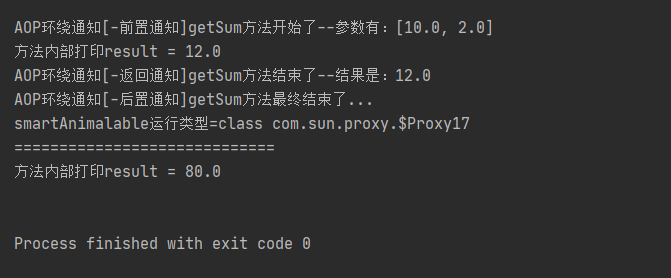 AOP环绕通知[-前置通知]getSum方法开始了--参数有：[10.0, 2.0]
方法内部打印result = 12.0
AOP环绕通知[-返回通知]getSum方法结束了--结果是：12.0
AOP环绕通知[-后置通知]getSum方法最终结束了...
smartAnimalable运行类型=class com.sun.proxy.$Proxy17
=============================
方法内部打印result = 80.0
Process finished with exit code 0